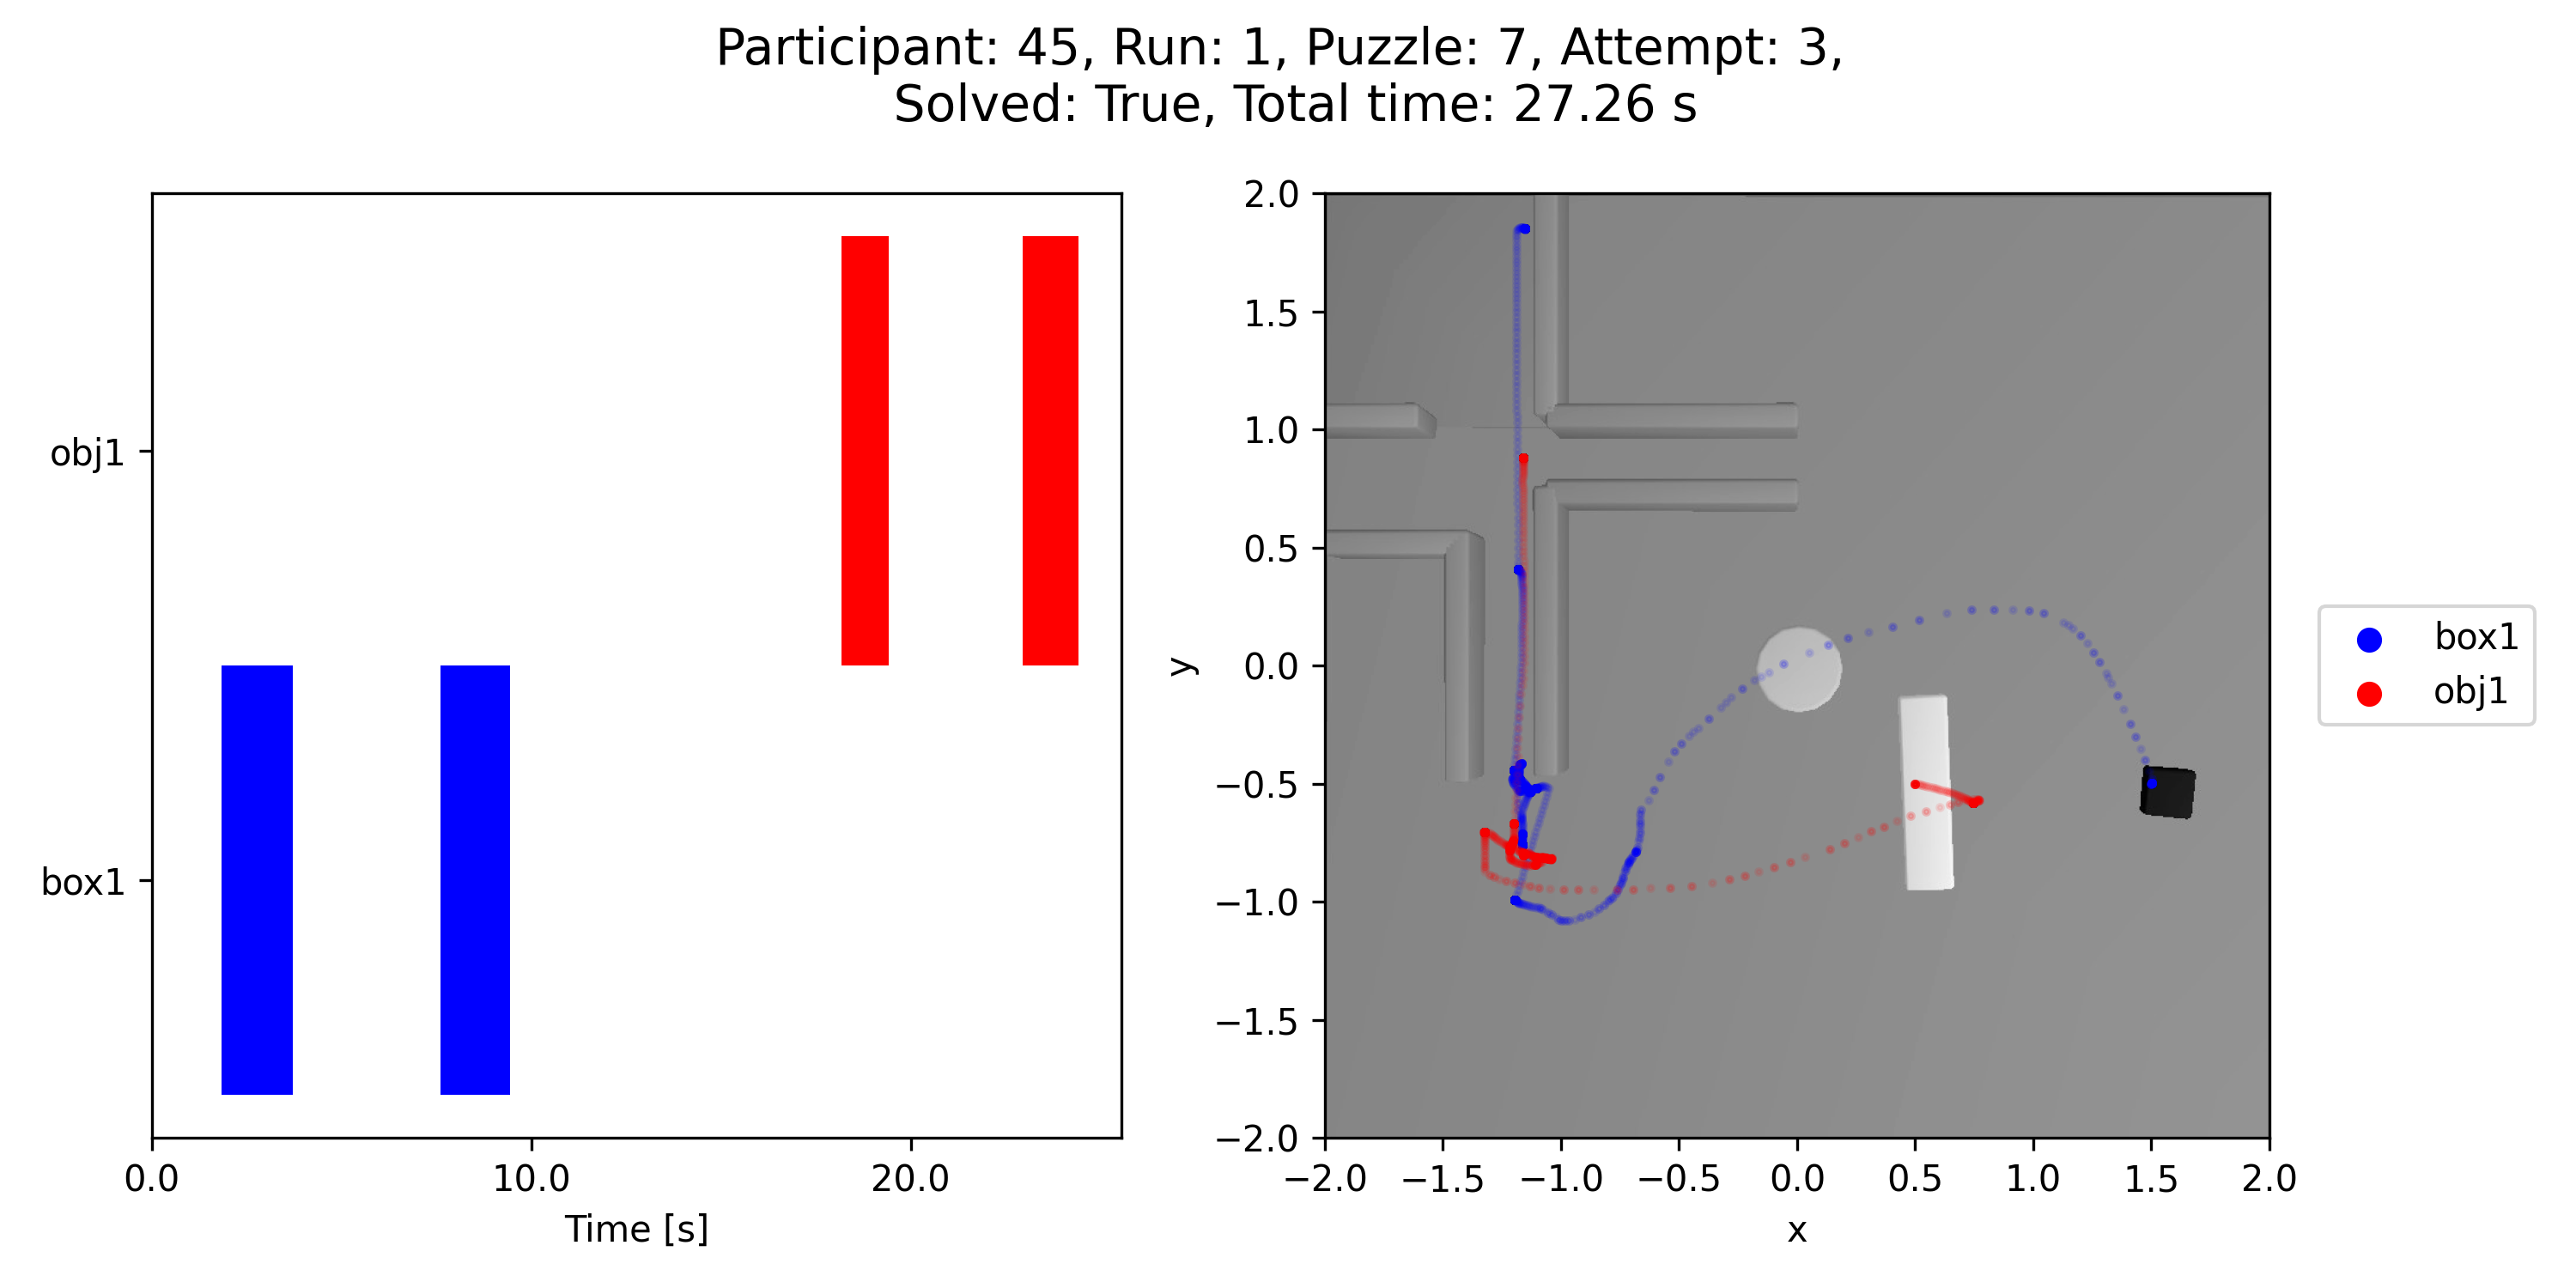 Participant: 45, Run: 1, Puzzle: 7, Attempt: 3,
Solved: True, Total time: 27.26 s
obj1
box1
0.0 10.0 20.0
Time [s]
2.0
1.5
1.0
0.5
0.0
−0.5
−1.0
−1.5
−2.0
y
−2.0 −1.5 −1.0 −0.5 0.0 0.5 1.0 1.5 2.0
x
box1
obj1